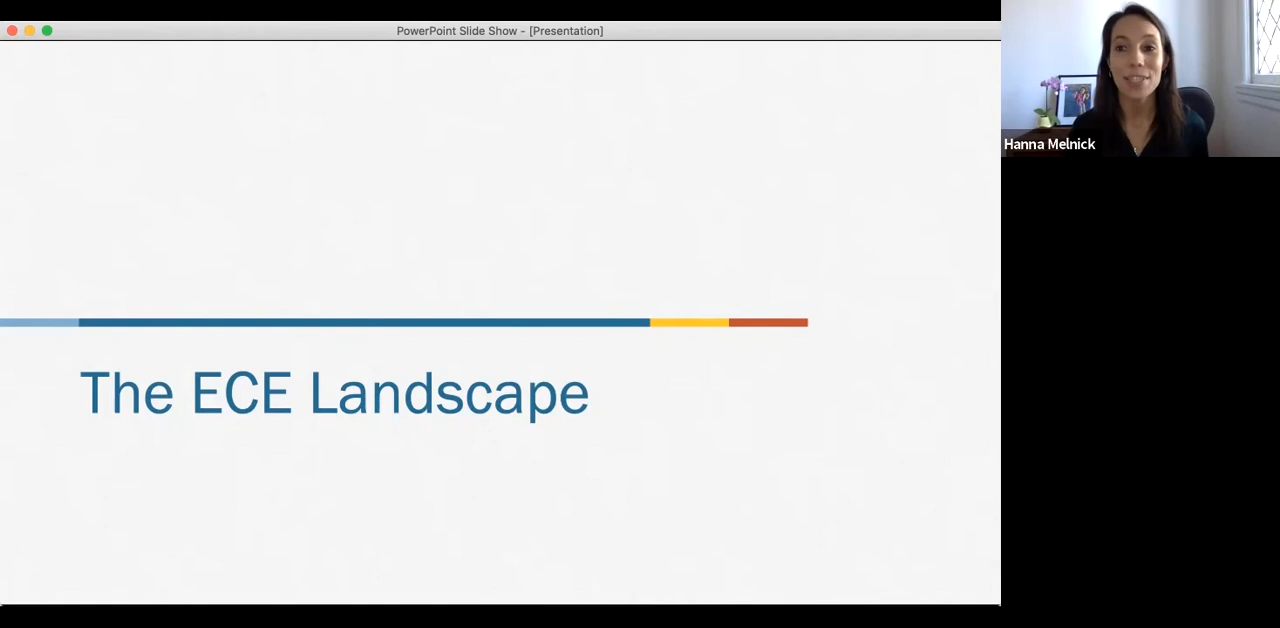 PowerPoint Slide Show - [Presentation]
Hanna Melnick
The ECE Landscape